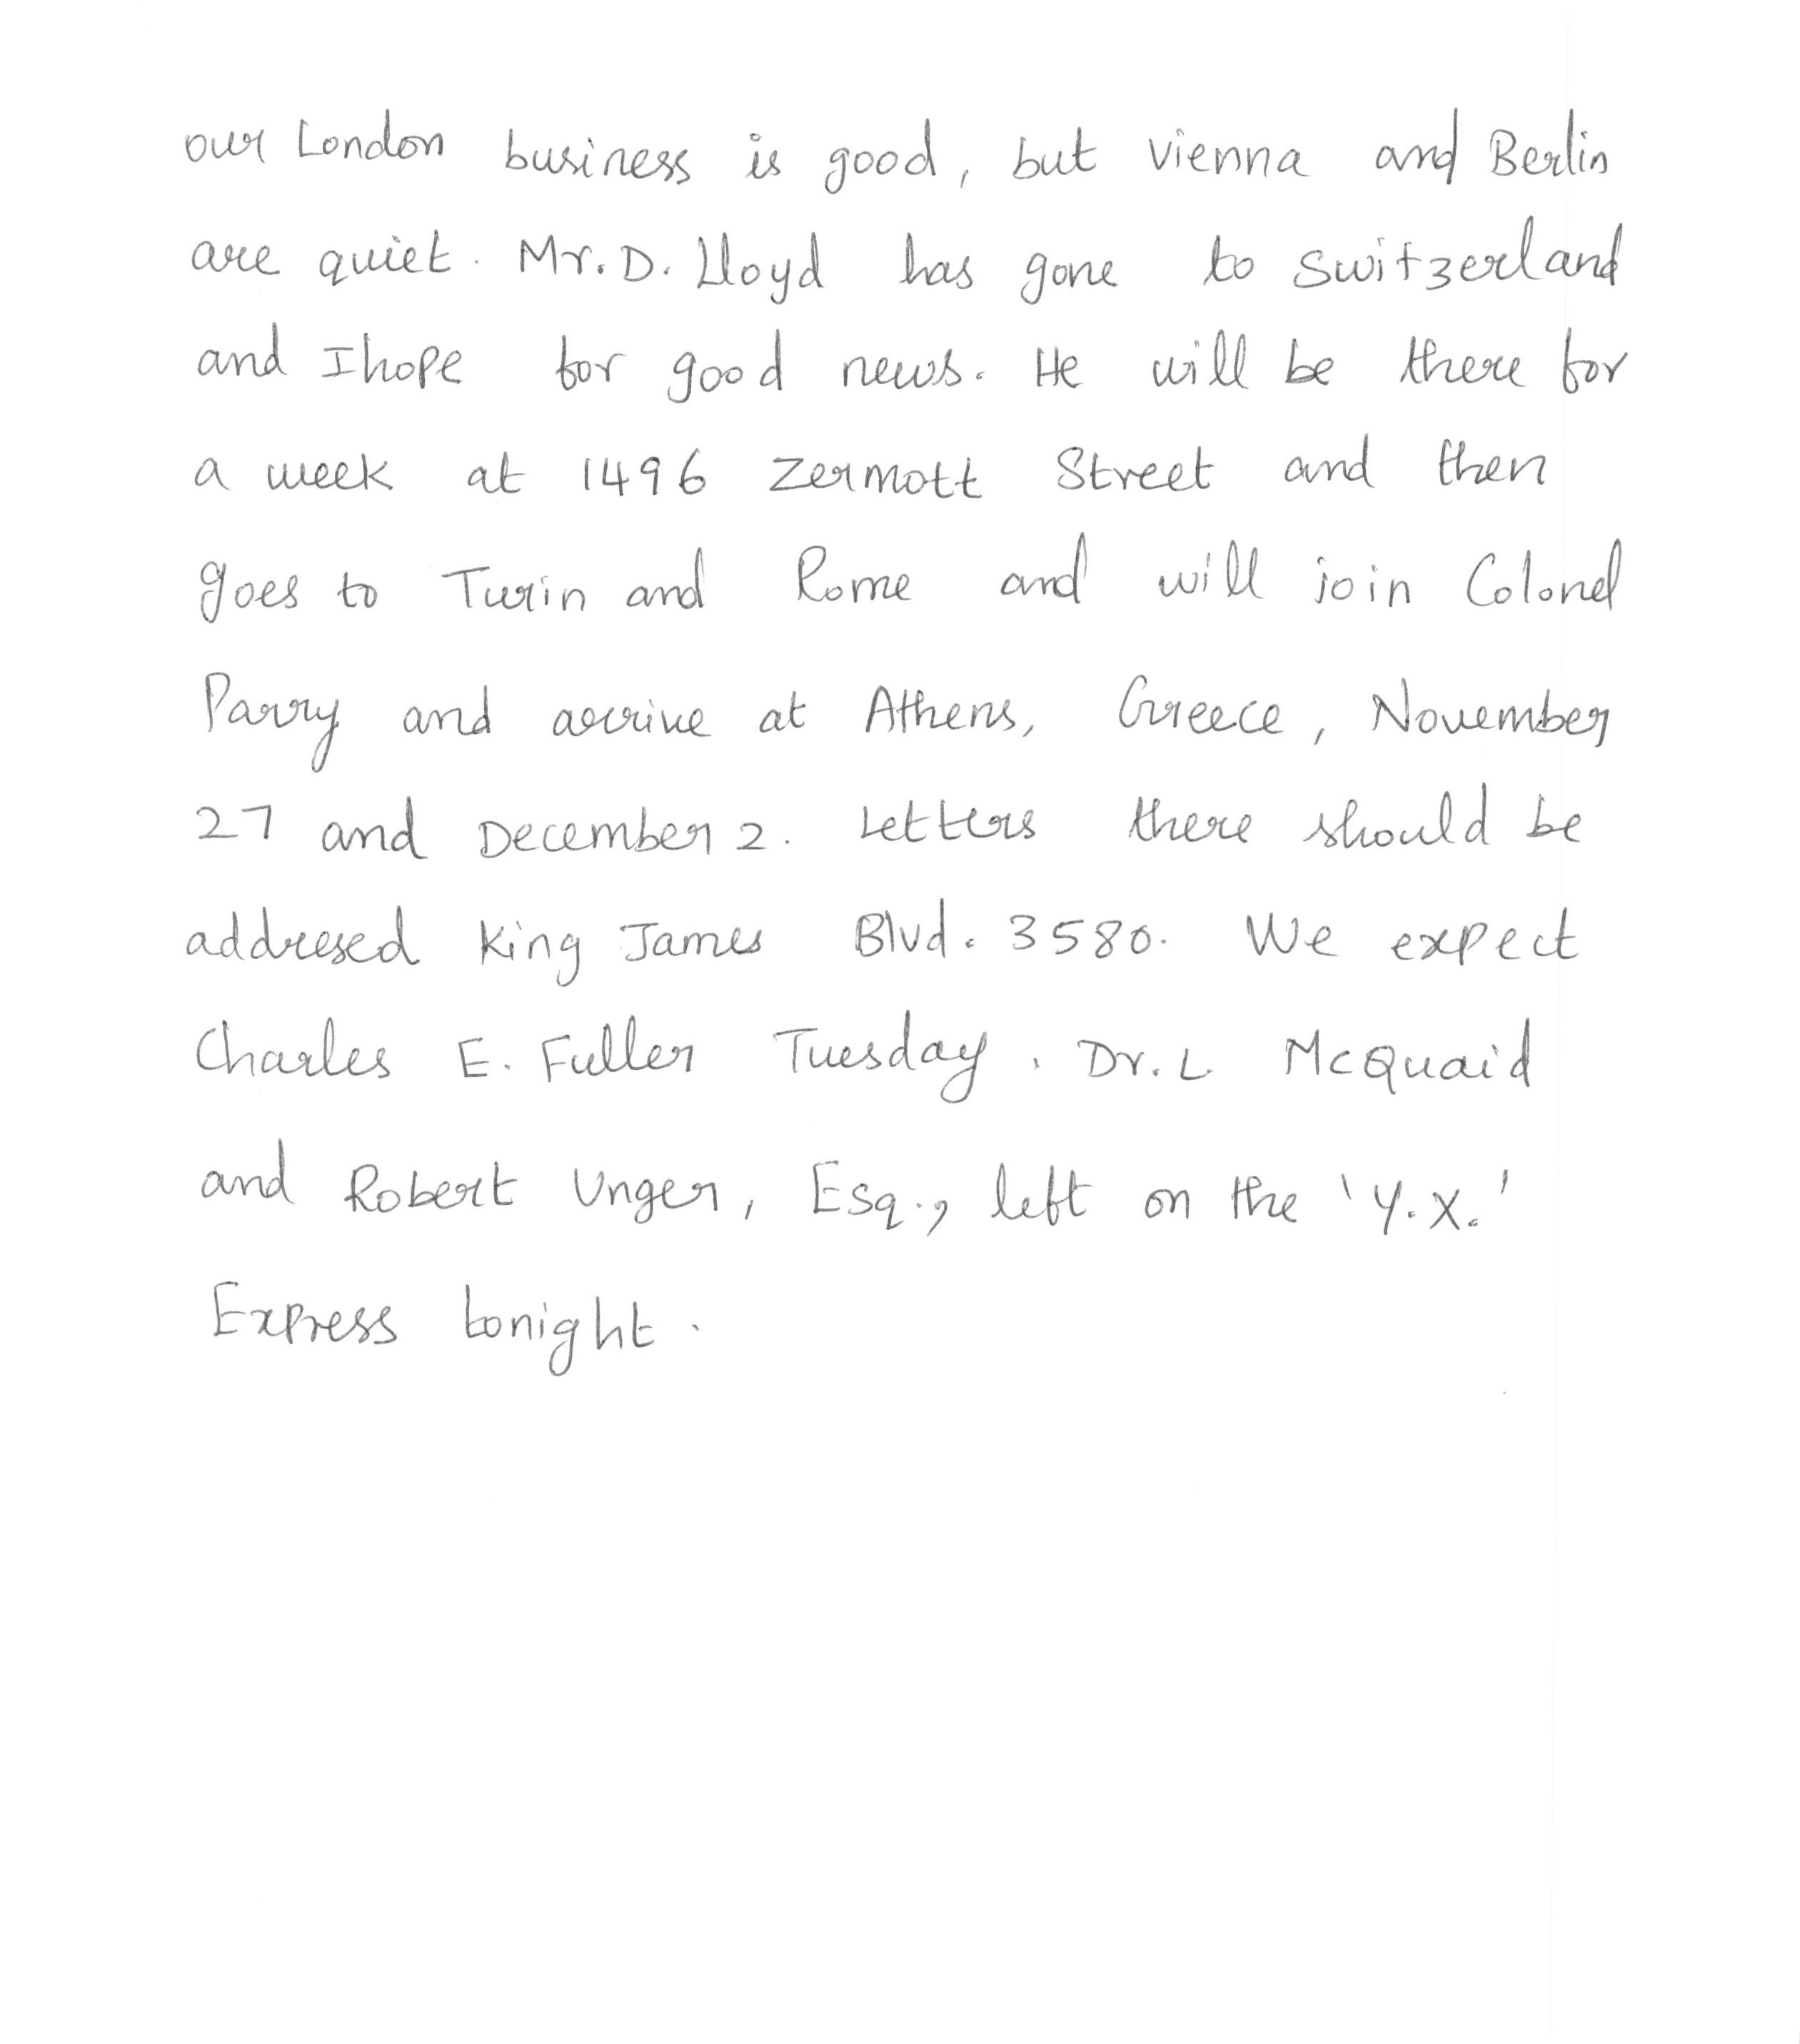 our London business is good, but vienna and Berlin
are quiet. Mr. D. Lloyd has gone to switzerland
and I hope for good news. He will be there for
a week at 1496 Zermott Street and then
goes to Turin and Rome and will join Colonel
Parry and arrive at Athens, Greece, November
27 and December 2. Letters there should be
addresed King James Blvd. 3580. We expect
Charles E. Fuller Tuesday. Dr. L McQuaid
and Robert Unger, Esq., left on the 'Y.X.'
Express tonight.